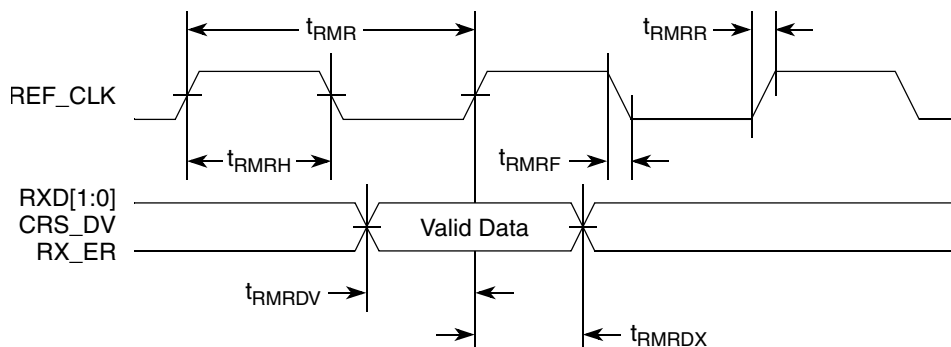 tRMR
tRMRR
REF_CLK
tRMRH
tRMRF
RXD[1:0]
CRS_DV
RX_ER
Valid Data
tRMRDV
tRMRDX